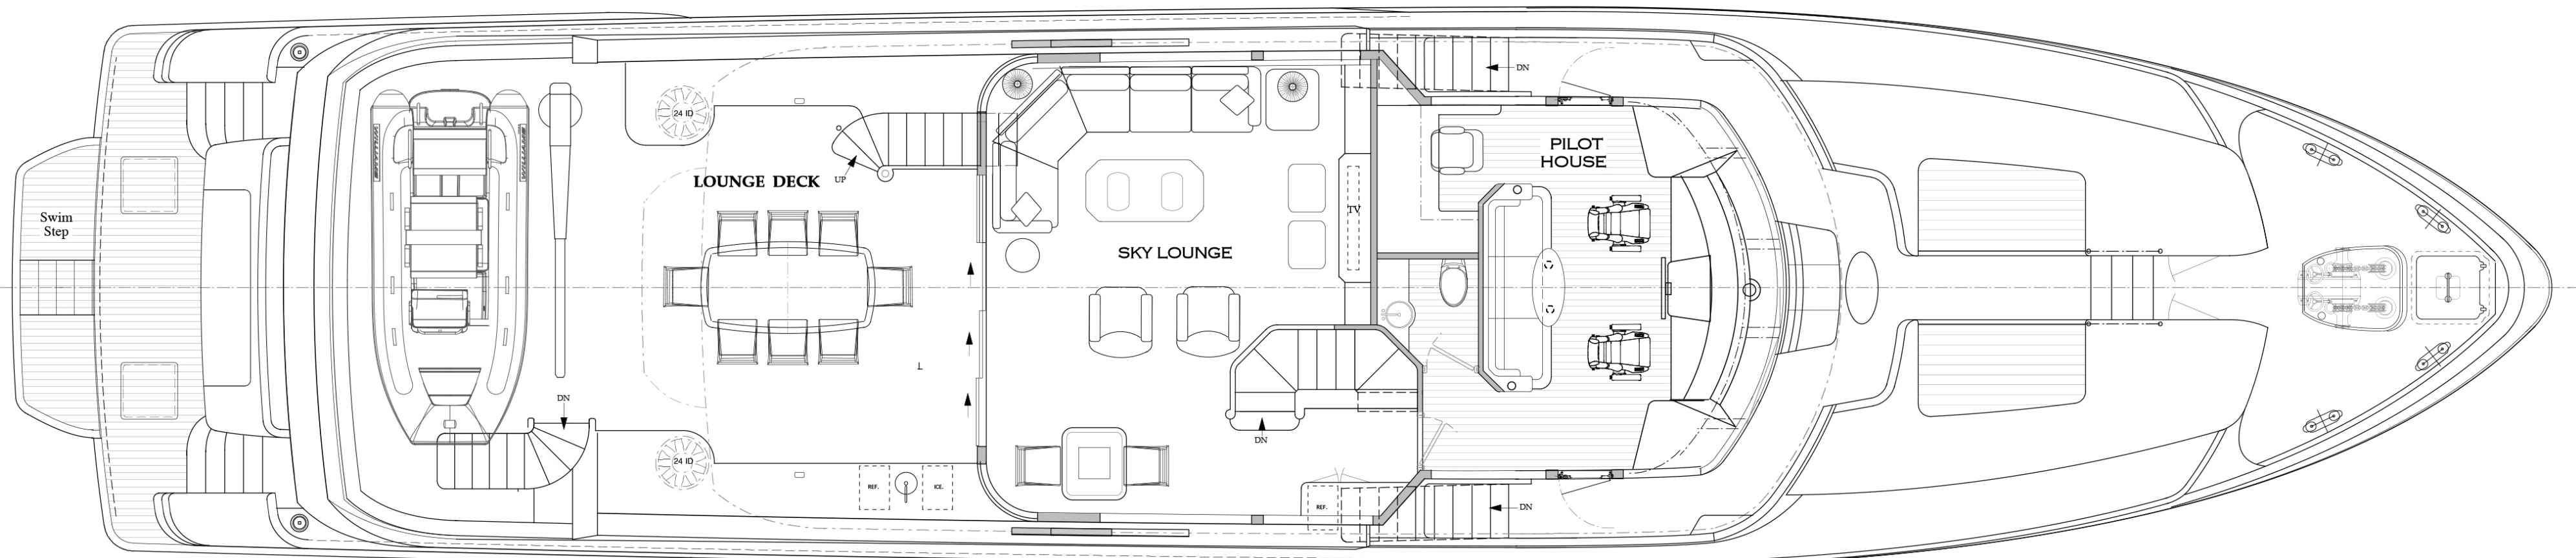 DN
PILOT
HOUSE
24 ID
LOUNGE DECK
UP
TV
Swim
Step
SKY LOUNGE
DN
DN
24 ID
REF.
ICE.
REF.
DN